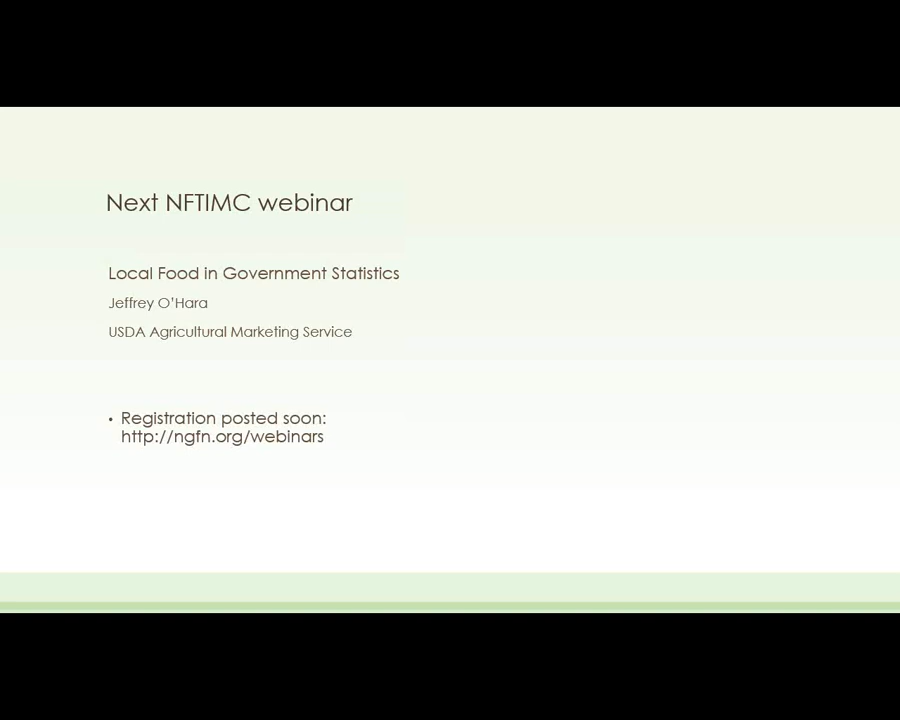 Next NFTIMC webinar
Local Food in Government Statistics
Jeffrey O’Hara
USDA Agricultural Marketing Service
• Registration posted soon:
http://ngfn.org/webinars